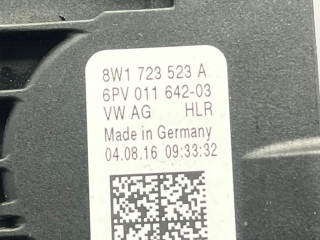 8W1 723 523 A
6PV 011 642-03
VW AG HLR
Made in Germany
04.08.16 09:33:32